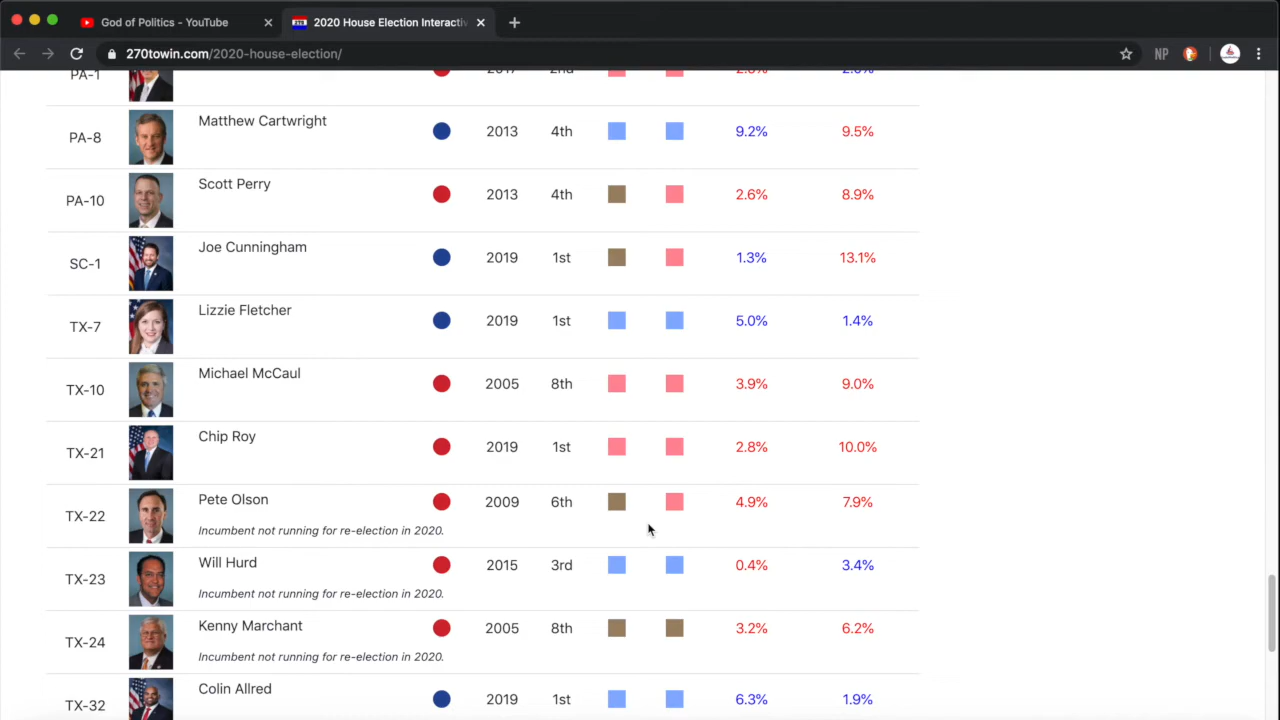 God of Politics - YouTube
2020 House Election Interactiv
270towin.com/2020-house-election/
NP
PA-1 2017 2nd 2.6% 2.0%
PA-8 Matthew Cartwright 2013 4th 9.2% 9.5%
PA-10 Scott Perry 2013 4th 2.6% 8.9%
SC-1 Joe Cunningham 2019 1st 1.3% 13.1%
TX-7 Lizzie Fletcher 2019 1st 5.0% 1.4%
TX-10 Michael McCaul 2005 8th 3.9% 9.0%
TX-21 Chip Roy 2019 1st 2.8% 10.0%
TX-22 Pete Olson 2009 6th 4.9% 7.9%
Incumbent not running for re-election in 2020.
TX-23 Will Hurd 2015 3rd 0.4% 3.4%
Incumbent not running for re-election in 2020.
TX-24 Kenny Marchant 2005 8th 3.2% 6.2%
Incumbent not running for re-election in 2020.
TX-32 Colin Allred 2019 1st 6.3% 1.9%